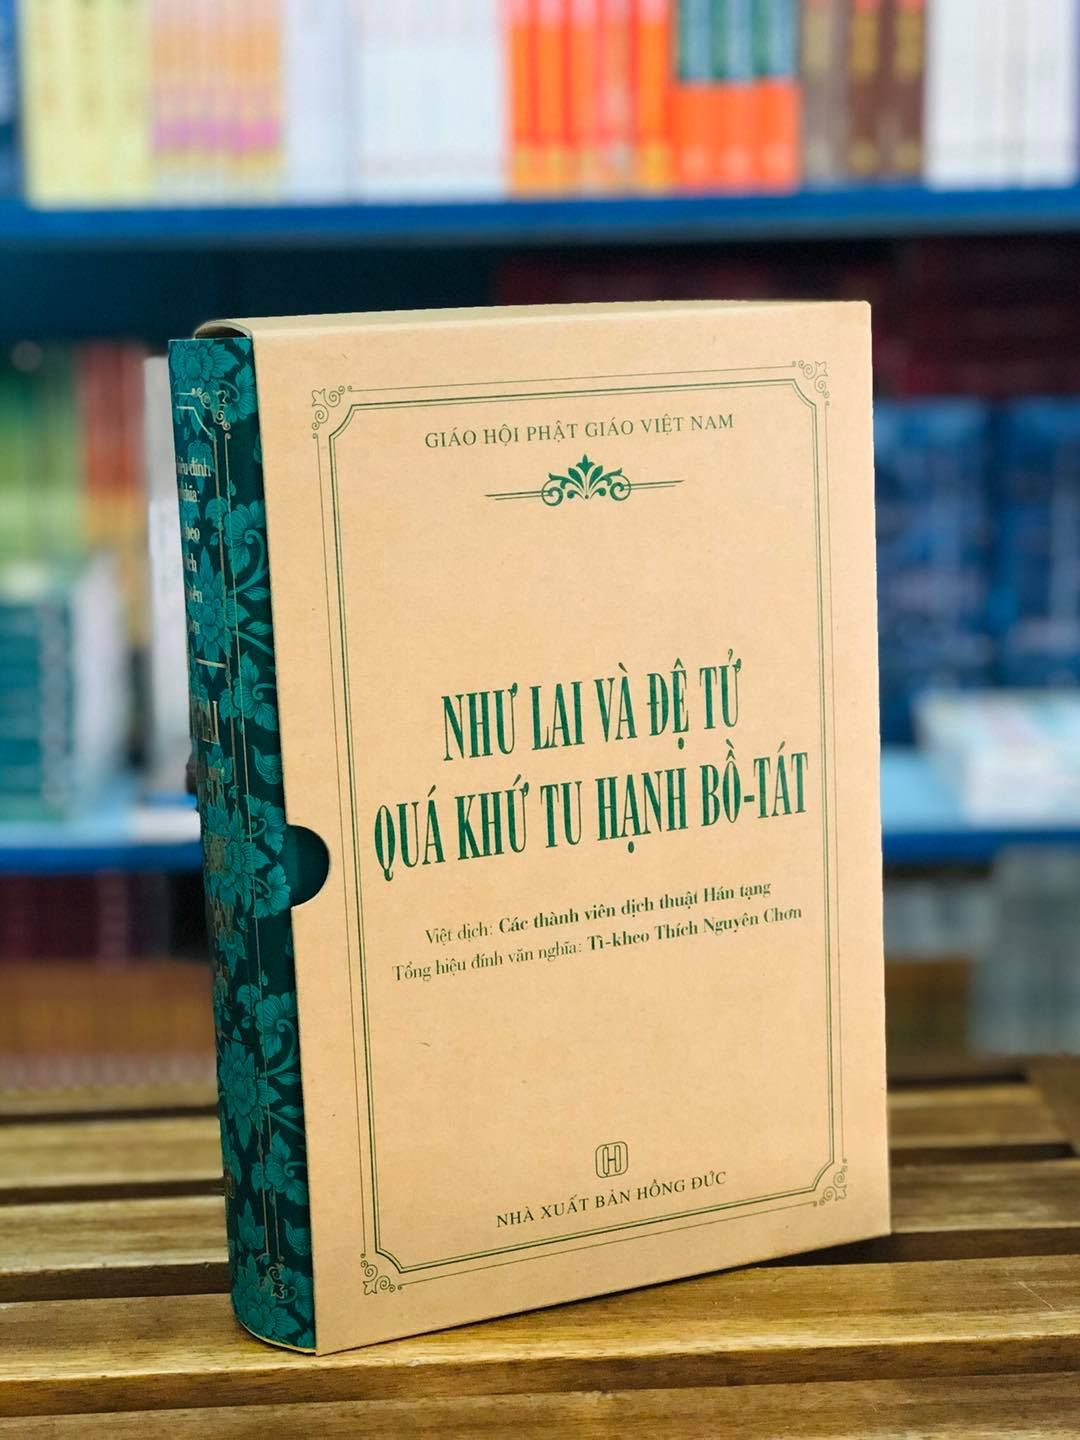 GIÁO HỘI PHẬT GIÁO VIỆT NAM
NHƯ LAI VÀ ĐỆ TỬ
QUÁ KHỨ TU HẠNH BỒ-TÁT
Việt dịch: Các thành viên dịch thuật Hán tạng
Tổng hiệu đính văn nghĩa: Tì-kheo Thích Nguyên Chơn
NHÀ XUẤT BẢN HỒNG ĐỨC